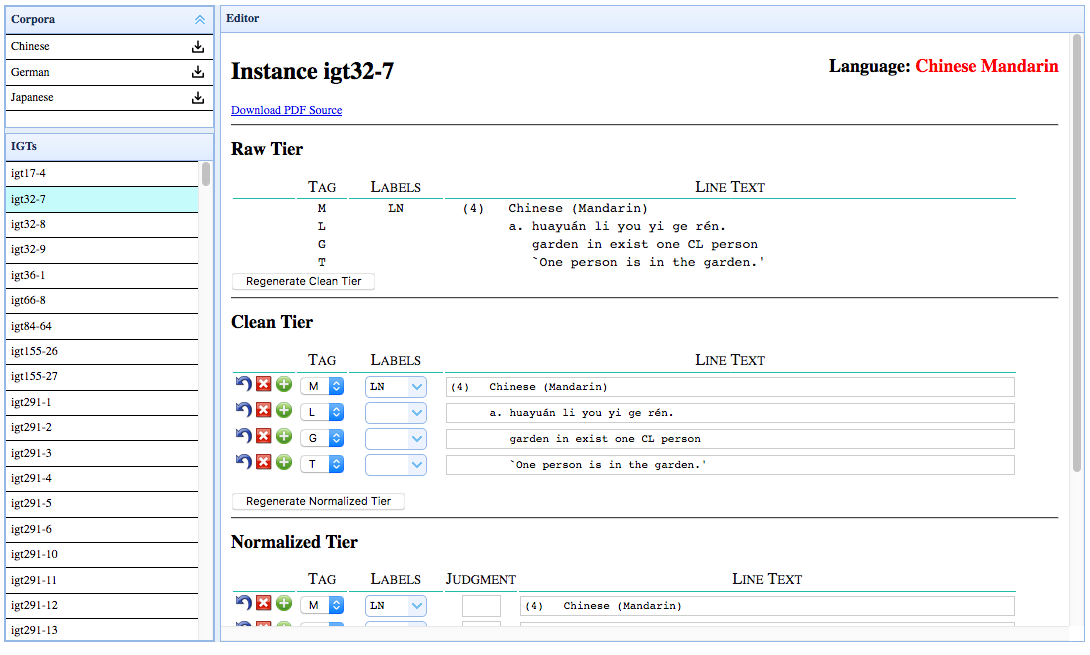 Corpora
Chinese
German
Japanese
IGTs
igt17-4
igt32-7
igt32-8
igt32-9
igt36-1
igt66-8
igt84-64
igt155-26
igt155-27
igt291-1
igt291-2
igt291-3
igt291-4
igt291-5
igt291-6
igt291-10
igt291-11
igt291-12
igt291-13
Editor
Instance igt32-7
Language: Chinese Mandarin
Download PDF Source
Raw Tier
TAG LABELS LINE TEXT
M LN (4) Chinese (Mandarin)
L a. huayuán li you yi ge rén.
G garden in exist one CL person
T `One person is in the garden.'
Regenerate Clean Tier
Clean Tier
TAG LABELS LINE TEXT
M LN (4) Chinese (Mandarin)
L a. huayuán li you yi ge rén.
G garden in exist one CL person
T `One person is in the garden.'
Regenerate Normalized Tier
Normalized Tier
TAG LABELS JUDGMENT LINE TEXT
M LN (4) Chinese (Mandarin)